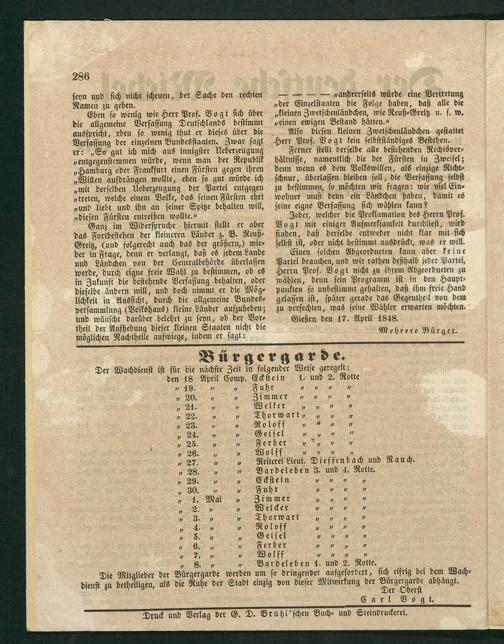 286
seyn und sich nicht scheuen, der Sache den rechten
Namen zu geben.
Eben so wenig wie Herr Prof. Vogt sich über
die allgemeine Verfassung Deutschlands bestimmt
ausspricht, eben so wenig thut er dieses über die
Verfassung der einzelnen Bundesstaaten. Zwar sagt
er: „So gut ich mich aus innigster Ueberzeugung
„entgegenstemmen würde, wenn man der Republik
„Hamburg oder Frankfurt einen Fürsten gegen ihren
„Willen aufdrängen wollte, eben so gut würde ich
„mit derselben Ueberzeugung der Partei entgegen
„treten, welche einem Volke, das seinen Fürsten ehrt
„und liebt und ihn an seiner Spitze behalten will,
„diesen Fürsten entreißen wollte.“
Ganz im Widerspruche hiermit stellt er aber
das Fortbestehen der kleineren Länder z. B. Reuß-
Greitz, (und folgerecht auch das der größern,) wie-
der in Frage, denn er verlangt, daß es jedem Lande
und Ländchen von der Centralbehörde überlassen
werde, durch eigne freie Wahl zu bestimmen, ob es
in Zukunft die bestehende Verfassung behalten, oder
dieselbe ändern will, und doch nimmt er die Mög-
lichkeit in Aussicht, durch die allgemeine Bundes-
versammlung (Volkshaus) kleine Länder aufzuheben;
und wünscht darüber belehrt zu seyn, ob der Vor-
theil der Aufhebung dieser kleinen Staaten nicht die
möglichen Nachtheile aufwiege, indem er sagt:
— — — — — „anderseits würde eine Vertretung
„der Einzelstaaten die Folge haben, daß alle die
„kleinen Zwetschenländchen, wie Reuß-Greitz u. s. w.
„einen ewigen Bestand hätten.“
Also diesen kleinen Zwetschenländchen gestattet
Herr Prof. Vogt kein selbstständiges Bestehen.
Ferner stellt derselbe alle bestehenden Rechtsver-
hältnisse, namentlich die der Fürsten in Zweifel;
denn wenn es dem Volkswillen, als einzige Richt-
schnur, überlassen bleiben soll, die Verfassung selbst
zu bestimmen, so möchten wir fragen: wie viel Ein-
wohner muß denn ein Ländchen haben, damit es
seine eigne Verfassung sich wählen kann?
Jeder, welcher die Proklamation des Herrn Prof.
Vogt mit einiger Aufmerksamkeit durchliest, wird
finden, daß derselbe entweder nicht klar mit sich
selbst ist, oder nicht bestimmt ausdrückt, was er will.
Einen solchen Abgeordneten kann aber keine
Partei brauchen, und wir rathen deßhalb jeder Partei,
Herrn Prof. Vogt nicht zu ihrem Abgeordneten zu
wählen, denn sein Programm ist in den Haupt-
punkten so unbestimmt gehalten, daß ihm freie Hand
gelassen ist, später gerade das Gegentheil von dem
zu verfechten, was seine Wähler erwarten möchten.
Gießen den 17. April 1848.
Mehrere Bürger.
Bürgergarde.
Der Wachdienst ist für die nächste Zeit in folgender Weise geregelt:
den 18 April Comp. Eckstein 1. und 2. Rotte
„ 19. „ „ Fuhr „ „ „ „
„ 20. „ „ Zimmer „ „ „ „
„ 21. „ „ Welker „ „ „ „
„ 22. „ „ Thorwart „ „ „ „
„ 23. „ „ Roloff „ „ „ „
„ 24. „ „ Geisel „ „ „ „
„ 25. „ „ Ferber „ „ „ „
„ 26. „ „ Wolff „ „ „ „
„ 27. „ „ Reiterei Lieut. Dieffenbach und Rauch.
„ 28. „ „ Bardeleben 3. und 4. Rotte.
„ 29. „ „ Eckstein „ „ „ „
„ 30. „ „ Fuhr „ „ „ „
„ 1. Mai „ Zimmer „ „ „ „
„ 2. „ „ Welcker „ „ „ „
„ 3. „ „ Thorwart „ „ „ „
„ 4. „ „ Roloff „ „ „ „
„ 5. „ „ Geisel „ „ „ „
„ 6. „ „ Ferber „ „ „ „
„ 7. „ „ Wolff „ „ „ „
„ 8. „ „ Bardeleben 1. und 2. Rotte.
Die Mitglieder der Bürgergarde werden um so dringender aufgefordert, sich eifrig bei dem Wach-
dienst zu betheiligen, als die Ruhe der Stadt einzig von dieser Mitwirkung der Bürgergarde abhängt.
Der Oberst
Carl Vogt.
Druck und Verlag der G. D. Brühl'schen Buch- und Steindruckerei.